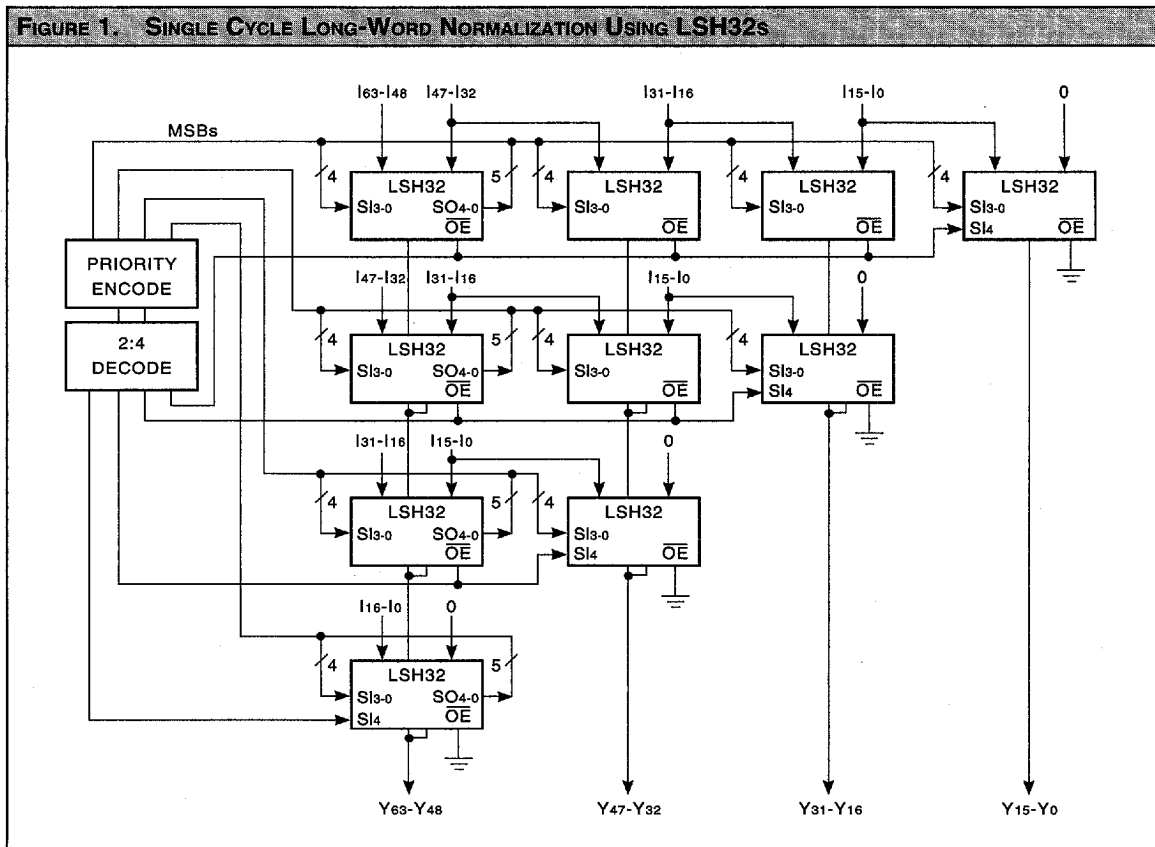 FIGURE 1. SINGLE CYCLE LONG-WORD NORMALIZATION USING LSH32S
I63-I48 I47-I32 I31-I16 I15-I0 0
MSBs
4 5 4 4 4
LSH32 LSH32 LSH32 LSH32
SI3-0 SO4-0 SI3-0 SI3-0 SI3-0
OE OE OE SI4 OE
PRIORITY
ENCODE
I47-I32 I31-I16 I15-I0 0
4 5 4 4
2:4
DECODE
LSH32 LSH32 LSH32
SI3-0 SO4-0 SI3-0 SI3-0
OE OE SI4 OE
I31-I16 I15-I0 0
4 5 4
LSH32 LSH32
SI3-0 SO4-0 SI3-0
OE SI4 OE
I16-I0 0
4 5
LSH32
SI3-0 SO4-0
SI4 OE
Y63-Y48 Y47-Y32 Y31-Y16 Y15-Y0